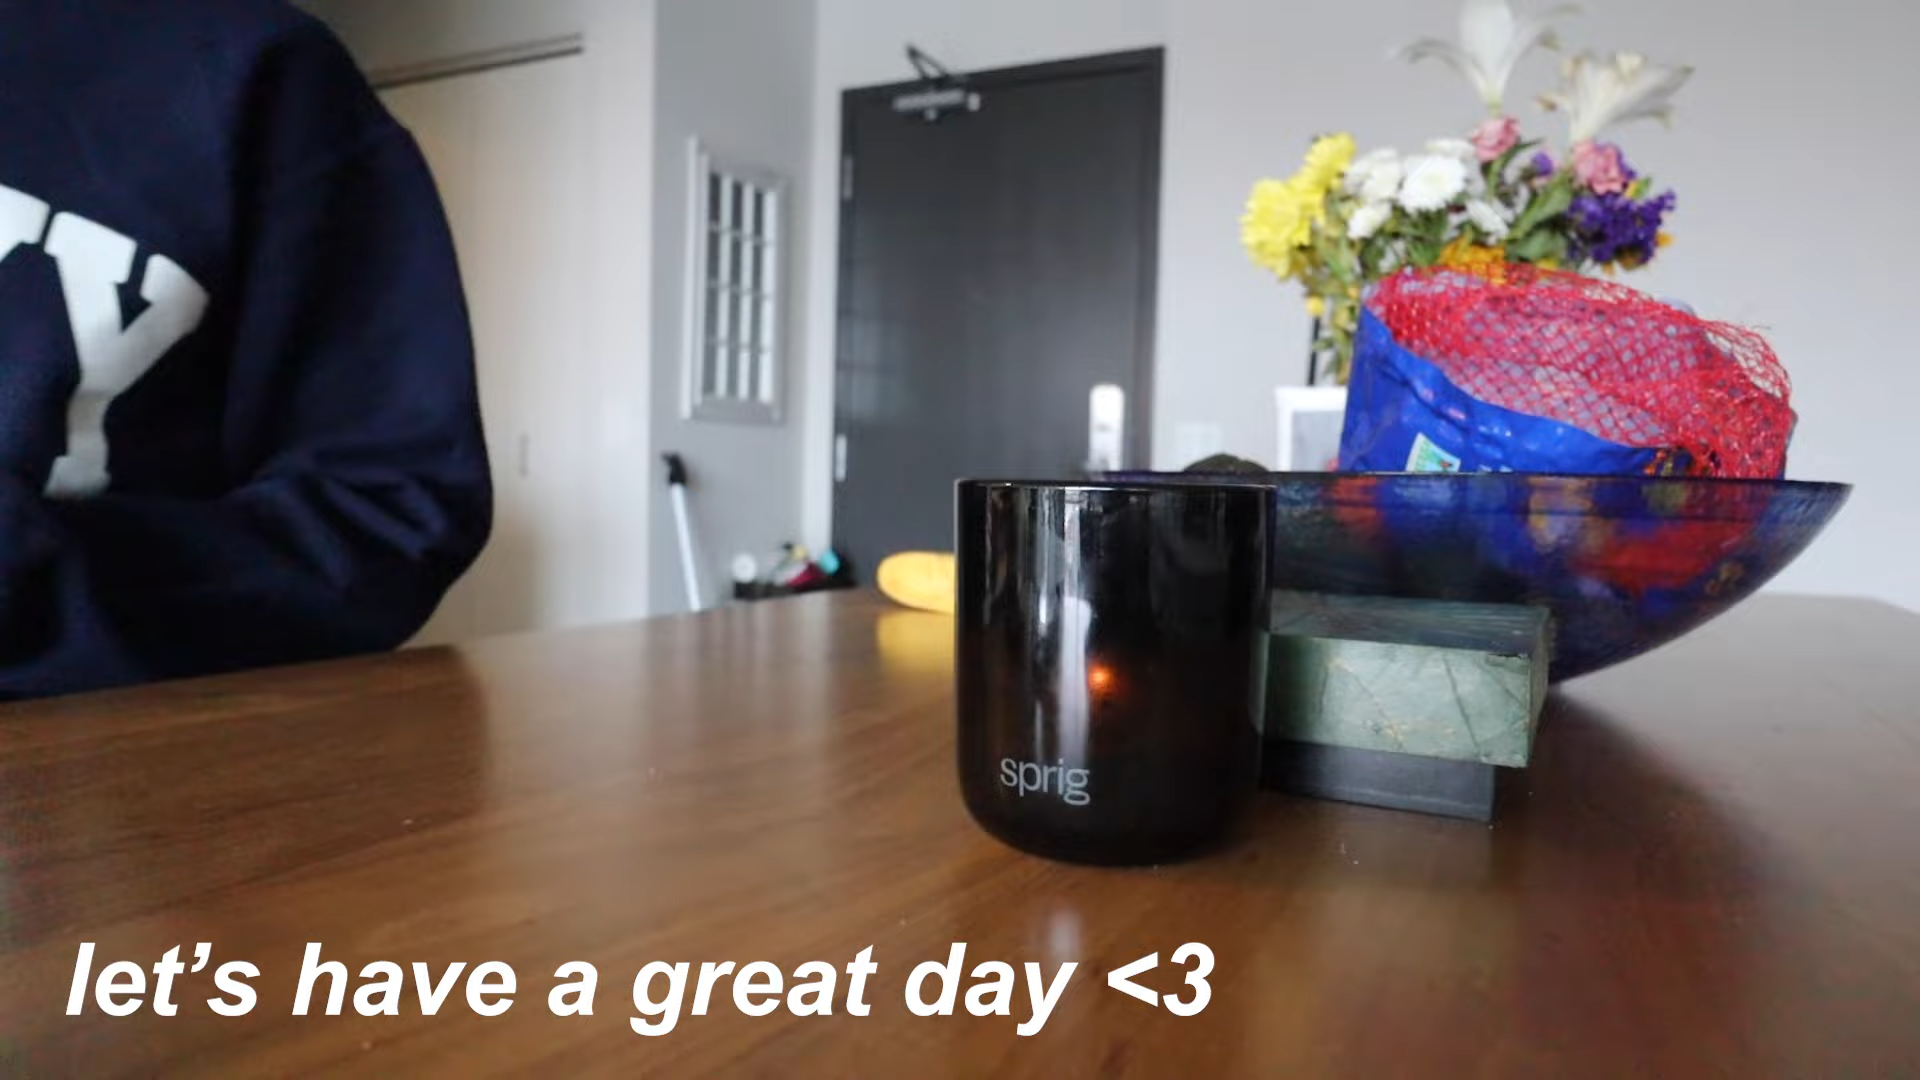 Y
sprig
let’s have a great day <3